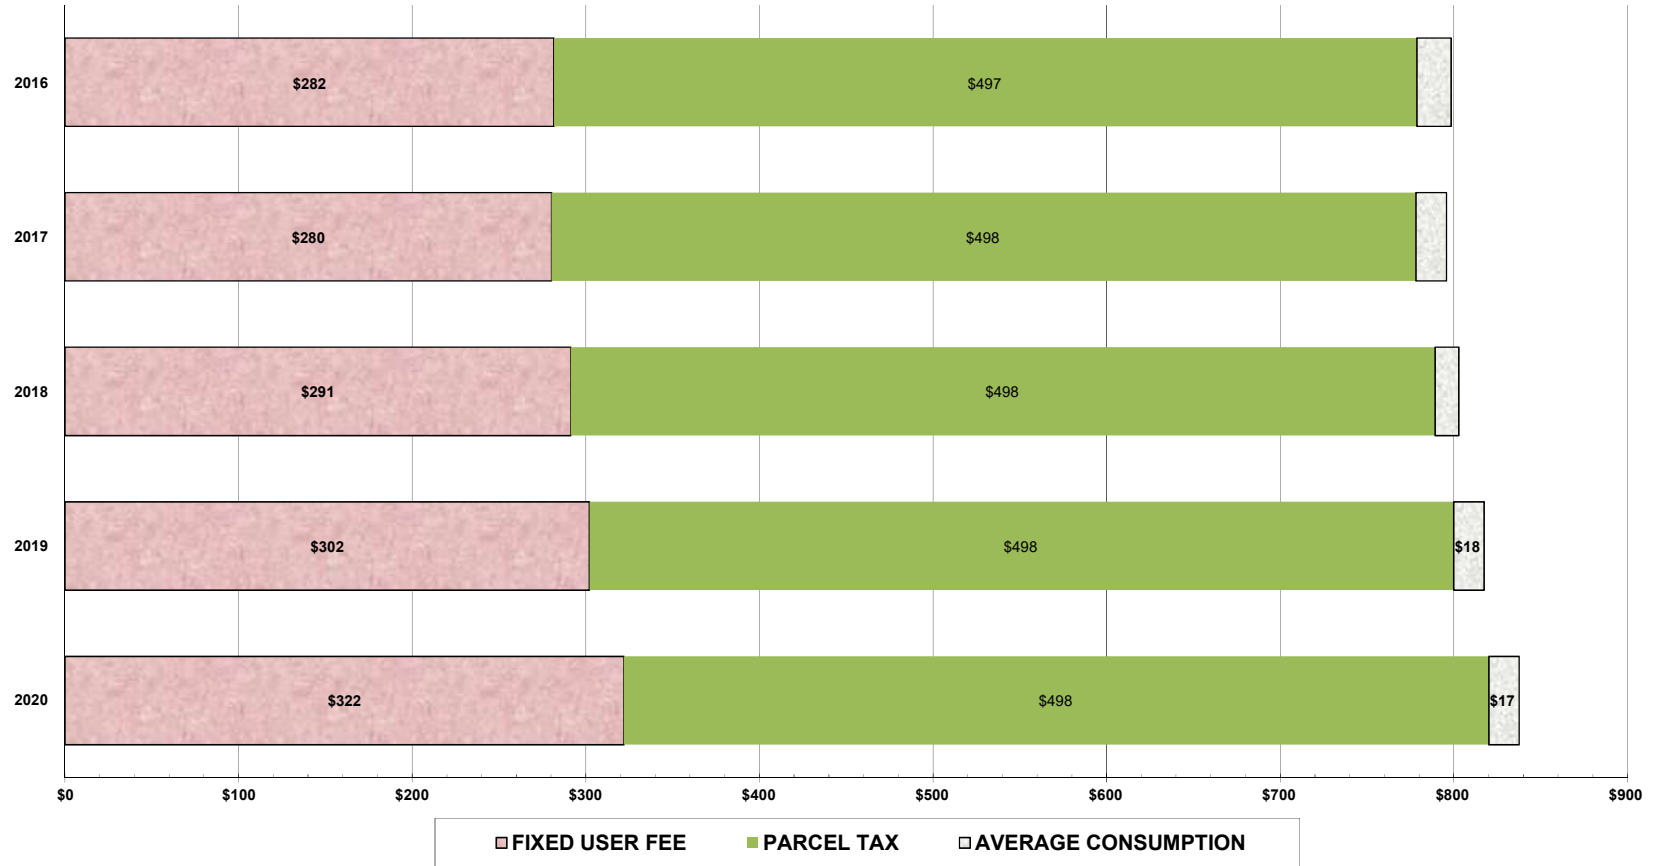 2016 $282 $497
2017 $280 $498
2018 $291 $498
2019 $302 $498 $18
2020 $322 $498 $17
$0 $100 $200 $300 $400 $500 $600 $700 $800 $900
FIXED USER FEE PARCEL TAX AVERAGE CONSUMPTION